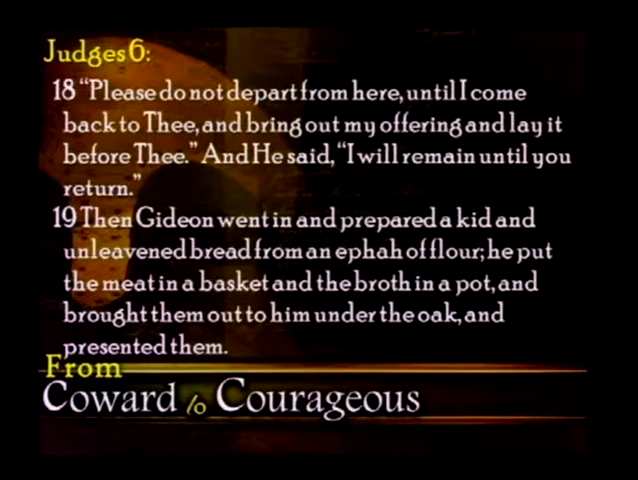 Judges 6:
18 “Please do not depart from here, until I come
back to Thee, and bring out my offering and lay it
before Thee.” And He said, “I will remain until you
return.”
19 Then Gideon went in and prepared a kid and
unleavened bread from an ephah of flour; he put
the meat in a basket and the broth in a pot, and
brought them out to him under the oak, and
presented them.
From
Coward to Courageous